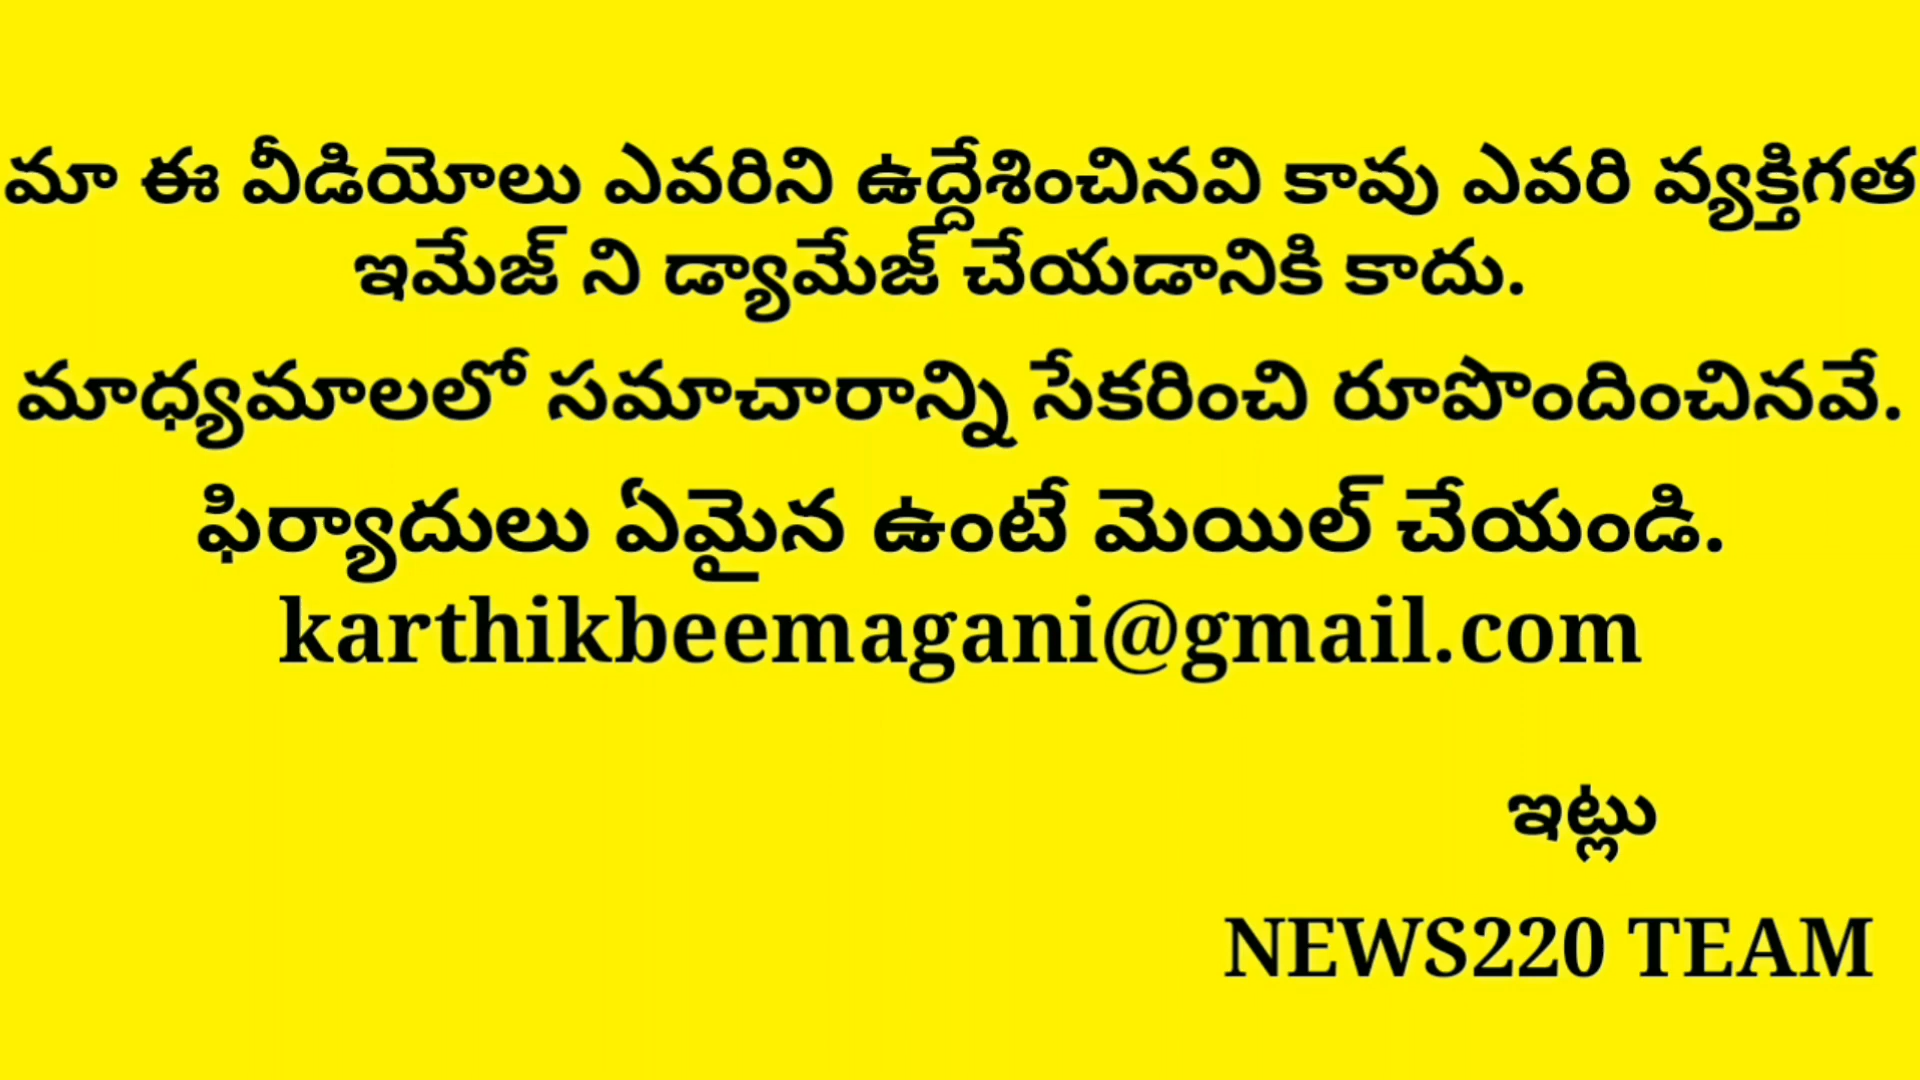 మా ఈ వీడియోలు ఎవరిని ఉద్దేశించినవి కావు ఎవరి వ్యక్తిగత
ఇమేజ్ ని డ్యామేజ్ చేయడానికి కాదు.
మాధ్యమాలలో సమాచారాన్ని సేకరించి రూపొందించినవే.
ఫిర్యాదులు ఏమైన ఉంటే మెయిల్ చేయండి.
karthikbeemagani@gmail.com
ఇట్లు
NEWS220 TEAM